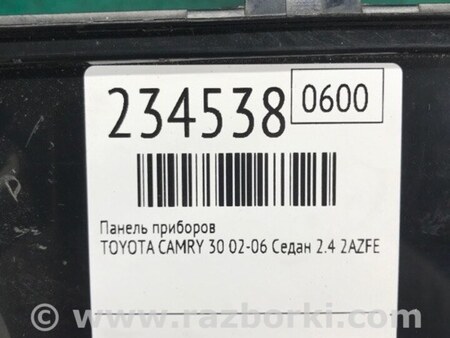 234538 0600
Панель приборов
TOYOTA CAMRY 30 02-06 Седан 2.4 2AZFE
www.razborki.com